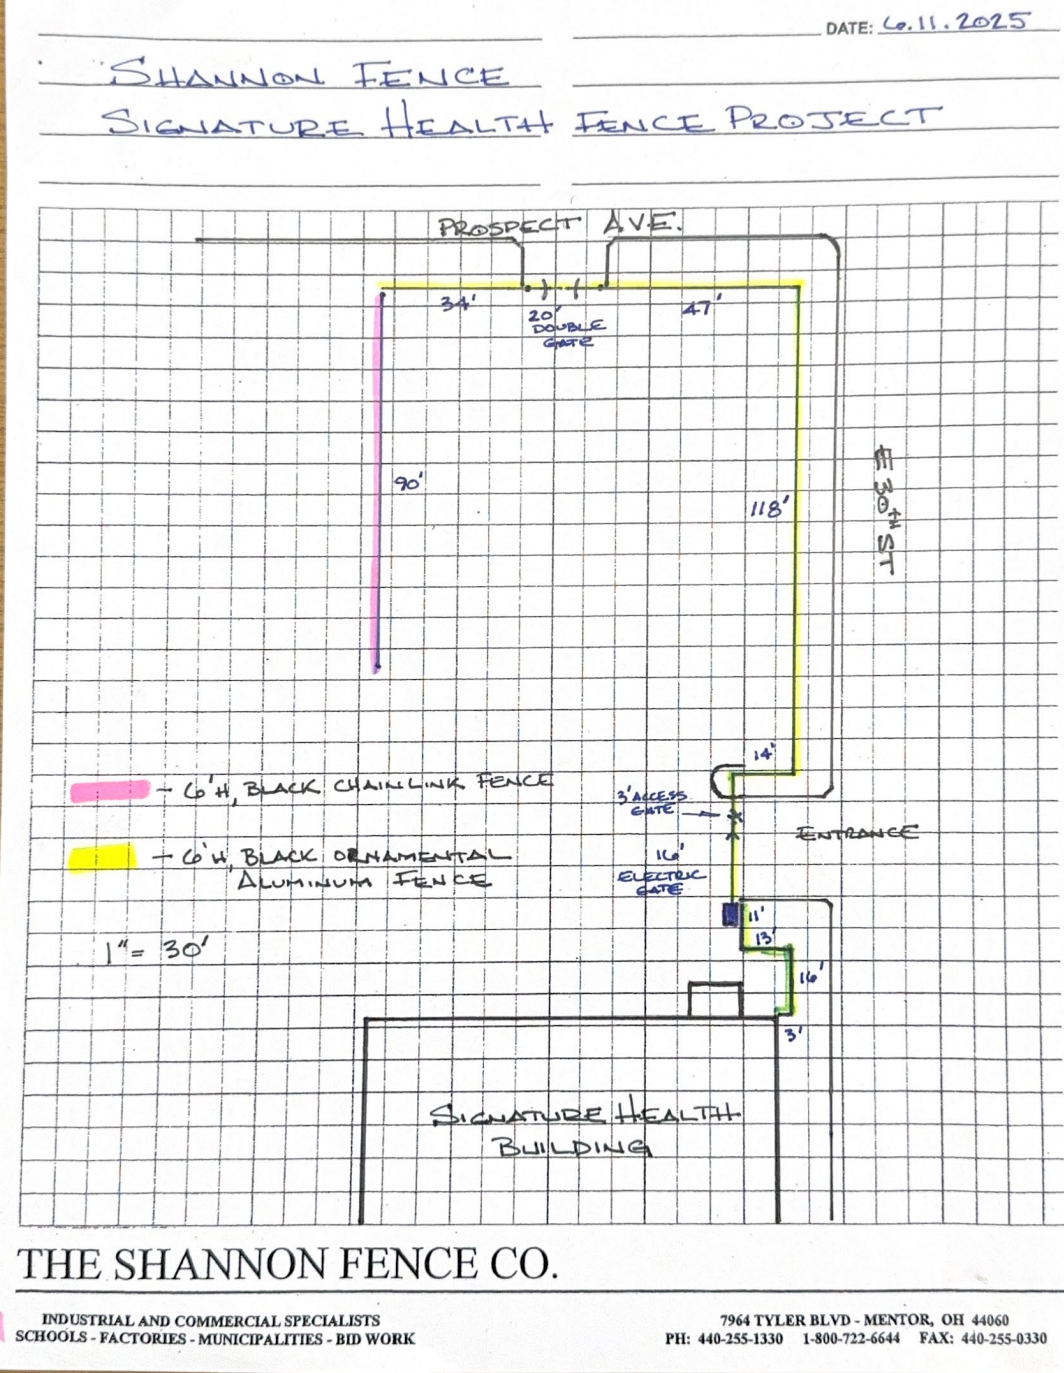 DATE: 6.11.2025
SHANNON FENCE
SIGNATURE HEALTH FENCE PROJECT
PROSPECT AVE.
34'
20'
DOUBLE
GATE
47'
90'
118'
E 30TH ST
14'
6'H, BLACK CHAINLINK FENCE
3' ACCESS
GATE
ENTRANCE
6'H, BLACK ORNAMENTAL
ALUMINUM FENCE
16'
ELECTRIC
GATE
11'
13'
1"= 30'
16'
3'
SIGNATURE HEALTH
BUILDING
THE SHANNON FENCE CO.
INDUSTRIAL AND COMMERCIAL SPECIALISTS
SCHOOLS - FACTORIES - MUNICIPALITIES - BID WORK
7964 TYLER BLVD - MENTOR, OH 44060
PH: 440-255-1330 1-800-722-6644 FAX: 440-255-0330